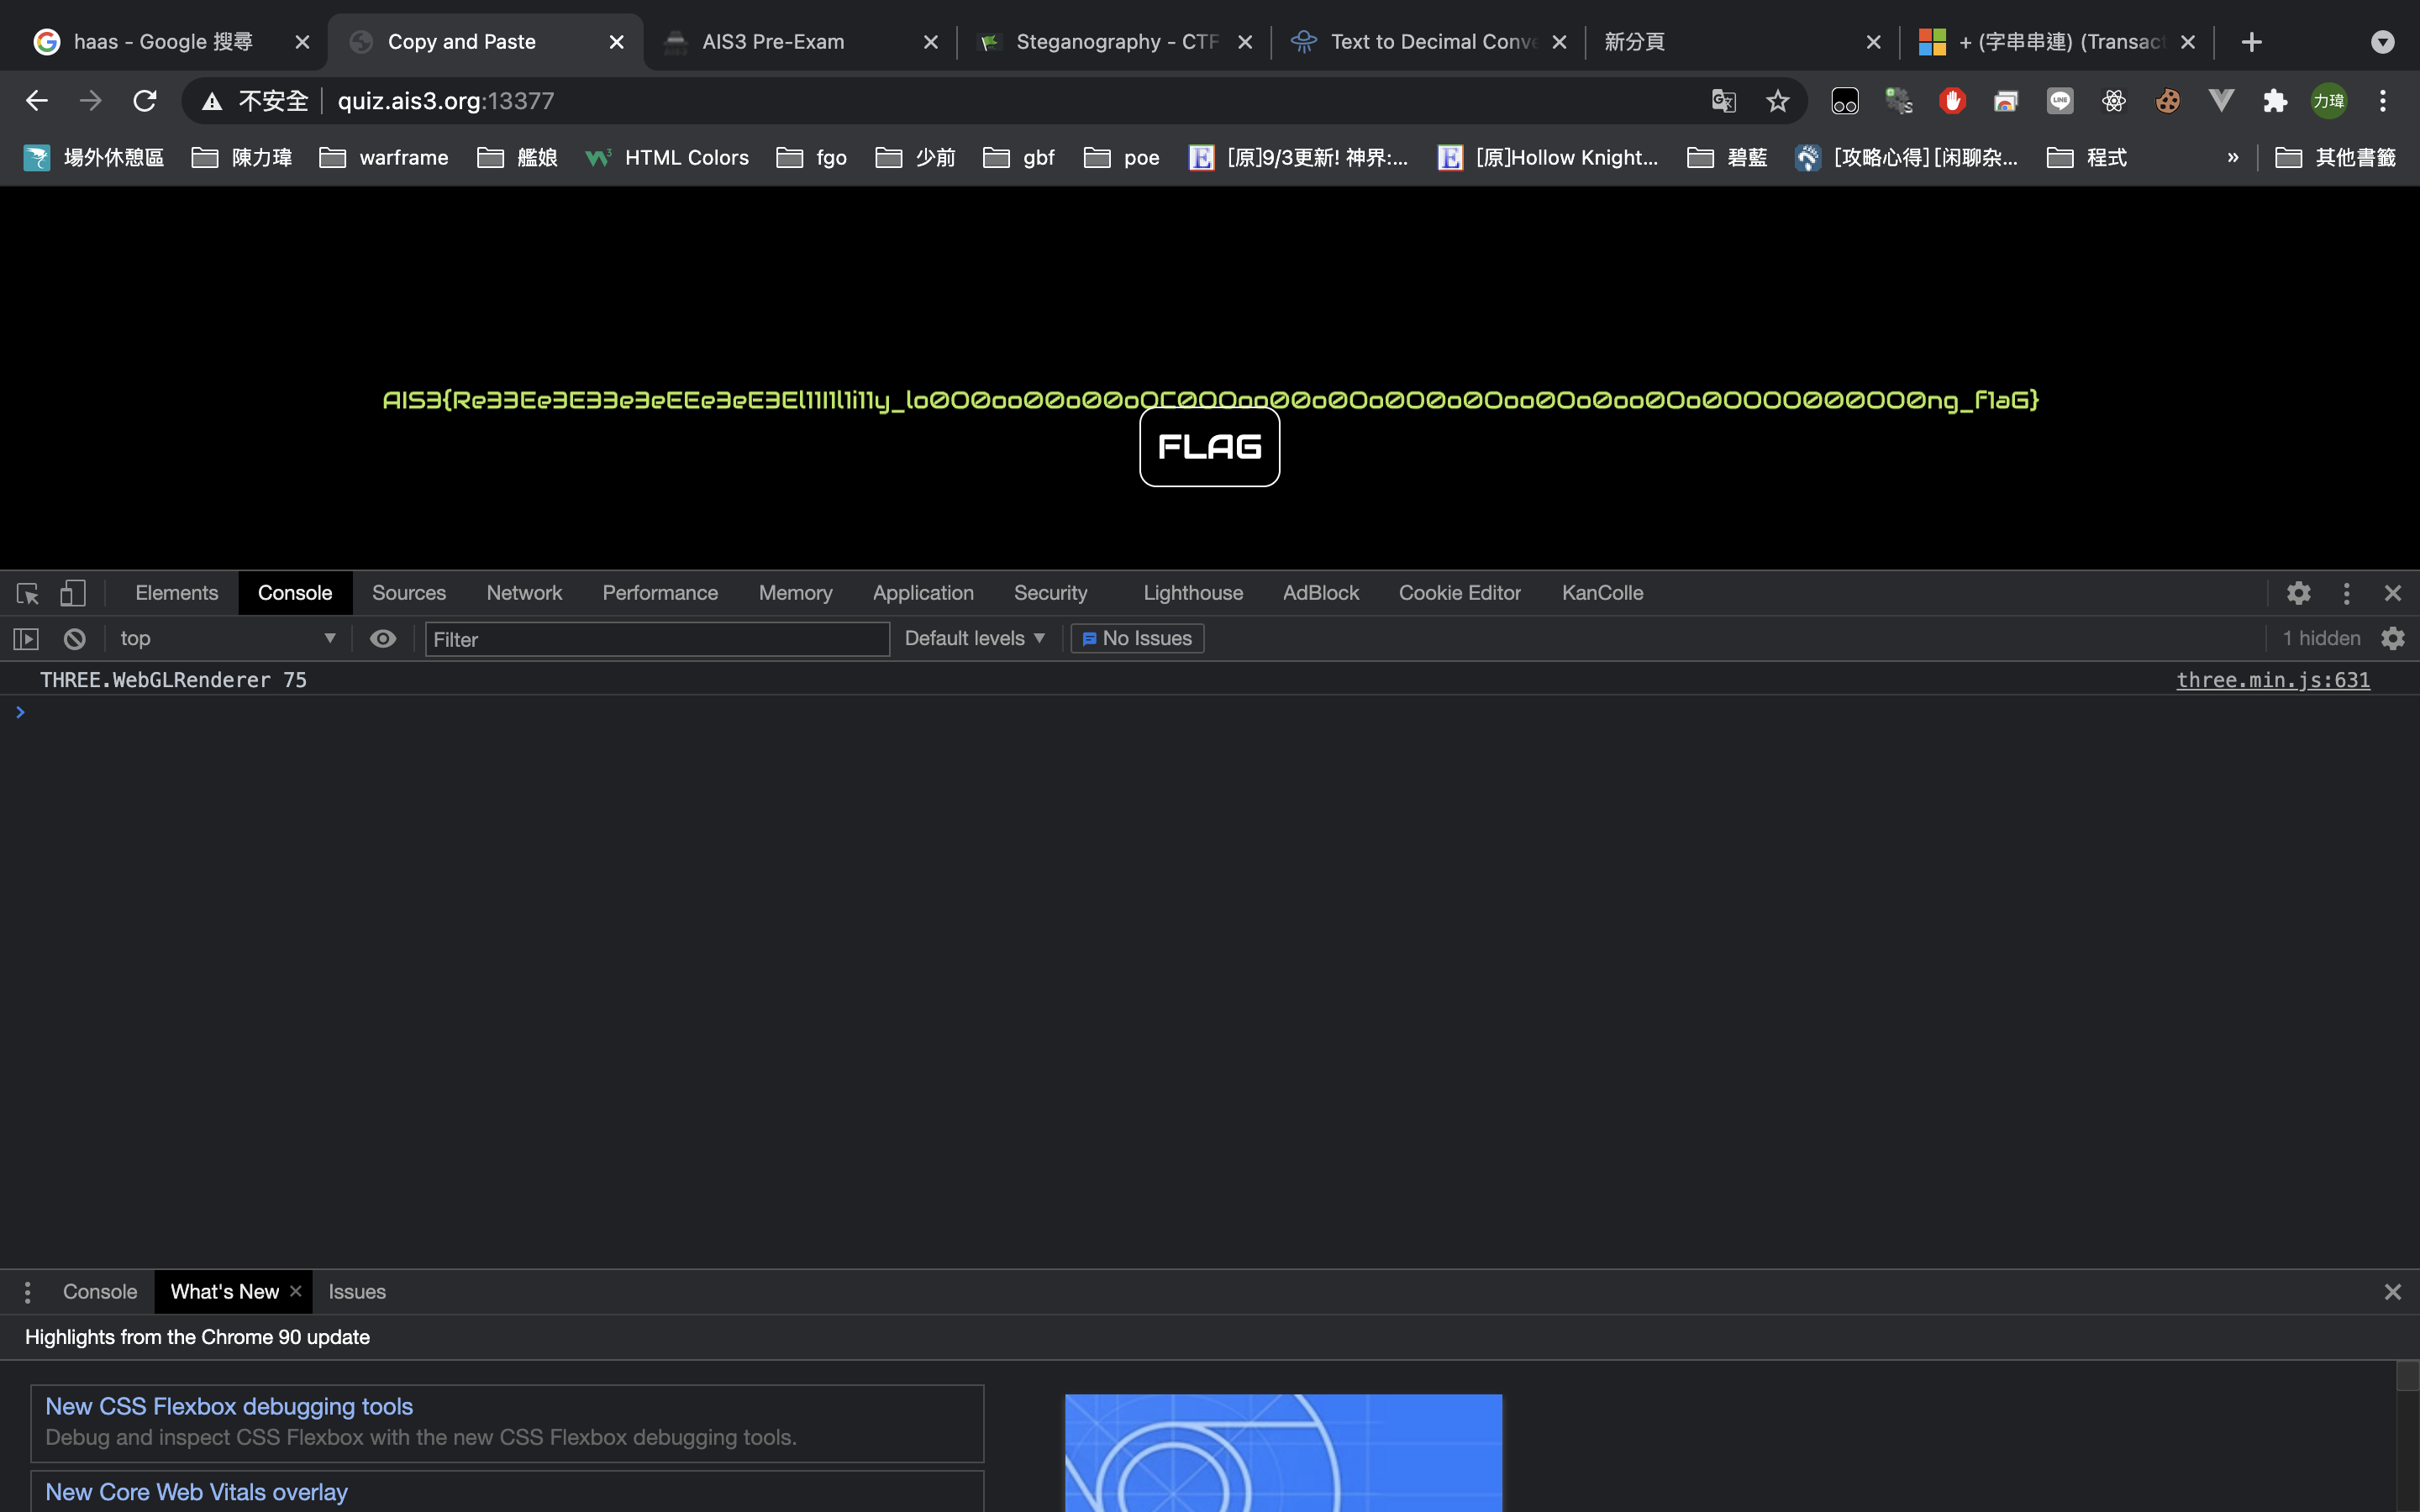 haas - Google 搜尋
Copy and Paste
AIS3 Pre-Exam
Steganography - CTF
Text to Decimal Conve
新分頁
+ (字串串連) (Transact
不安全
quiz.ais3.org:13377
力瑋
場外休憩區
陳力瑋
warframe
艦娘
HTML Colors
fgo
少前
gbf
poe
[原]9/3更新! 神界:...
[原]Hollow Knight...
碧藍
[攻略心得][闲聊杂...
程式
»
其他書籤
FLAG
Elements
Console
Sources
Network
Performance
Memory
Application
Security
Lighthouse
AdBlock
Cookie Editor
KanColle
top
Filter
Default levels
No Issues
1 hidden
THREE.WebGLRenderer 75
three.min.js:631
Console
What's New
Issues
Highlights from the Chrome 90 update
New CSS Flexbox debugging tools
Debug and inspect CSS Flexbox with the new CSS Flexbox debugging tools.
New Core Web Vitals overlay